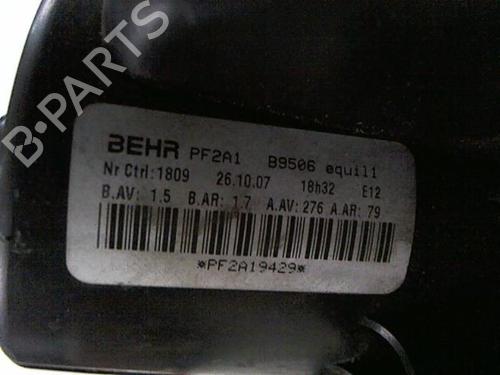 BEHR PF2A1 B9506 equili
Nr Ctrl:1809 26.10.07 18h32 E12
B.AV: 1.5 B.AR: 1.7 A.AV: 276 A.AR: 79
*PF2A19429*
B-PARTS